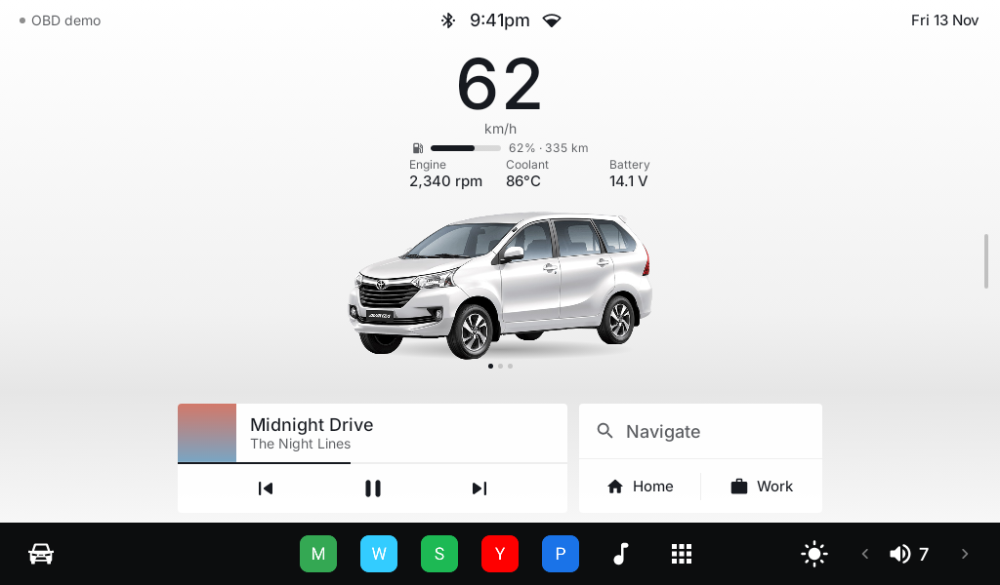 OBD demo
9:41pm
Fri 13 Nov
62
km/h
62% · 335 km
Engine
Coolant
Battery
2,340 rpm
86°C
14.1 V
Midnight Drive
The Night Lines
Navigate
Home
Work
M
W
S
Y
P
7